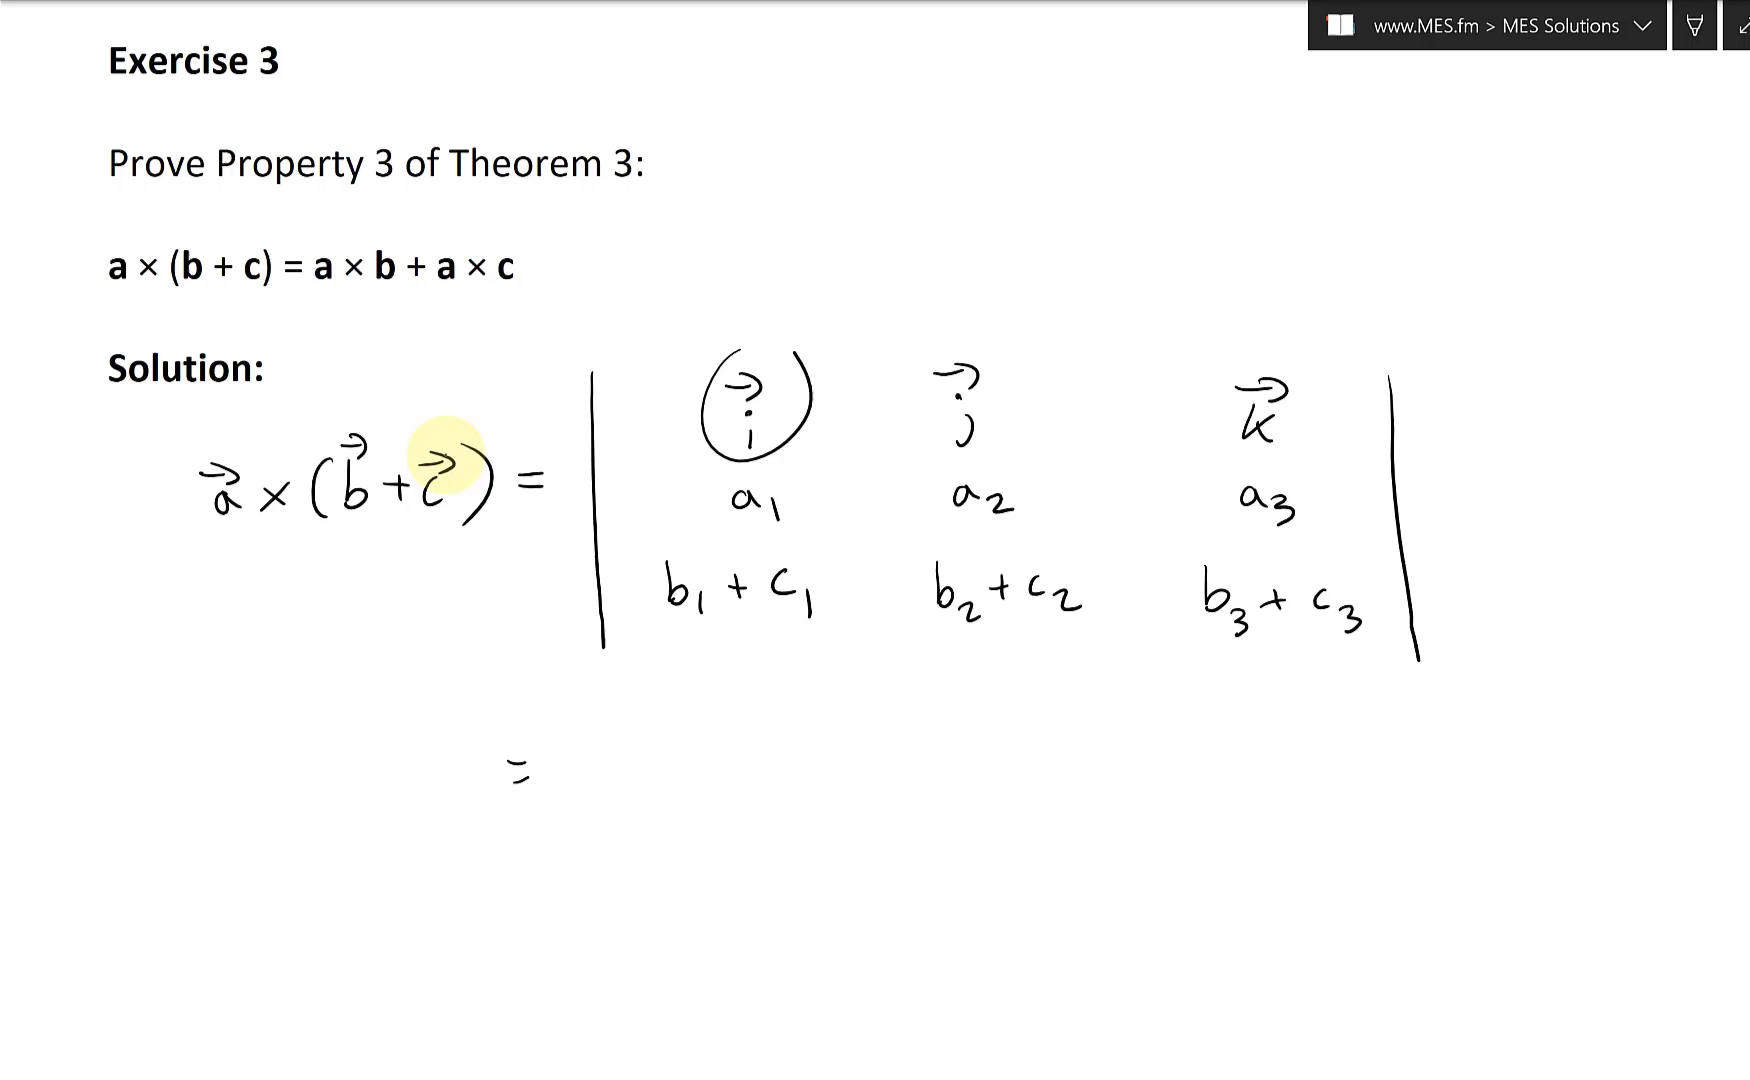 www.MES.fm > MES Solutions
Exercise 3
Prove Property 3 of Theorem 3:
a × (b + c) = a × b + a × c
Solution:
i⃗ j⃗ k⃗
a⃗ × (b⃗ + c⃗) = a₁ a₂ a₃
b₁ + c₁ b₂ + c₂ b₃ + c₃
=